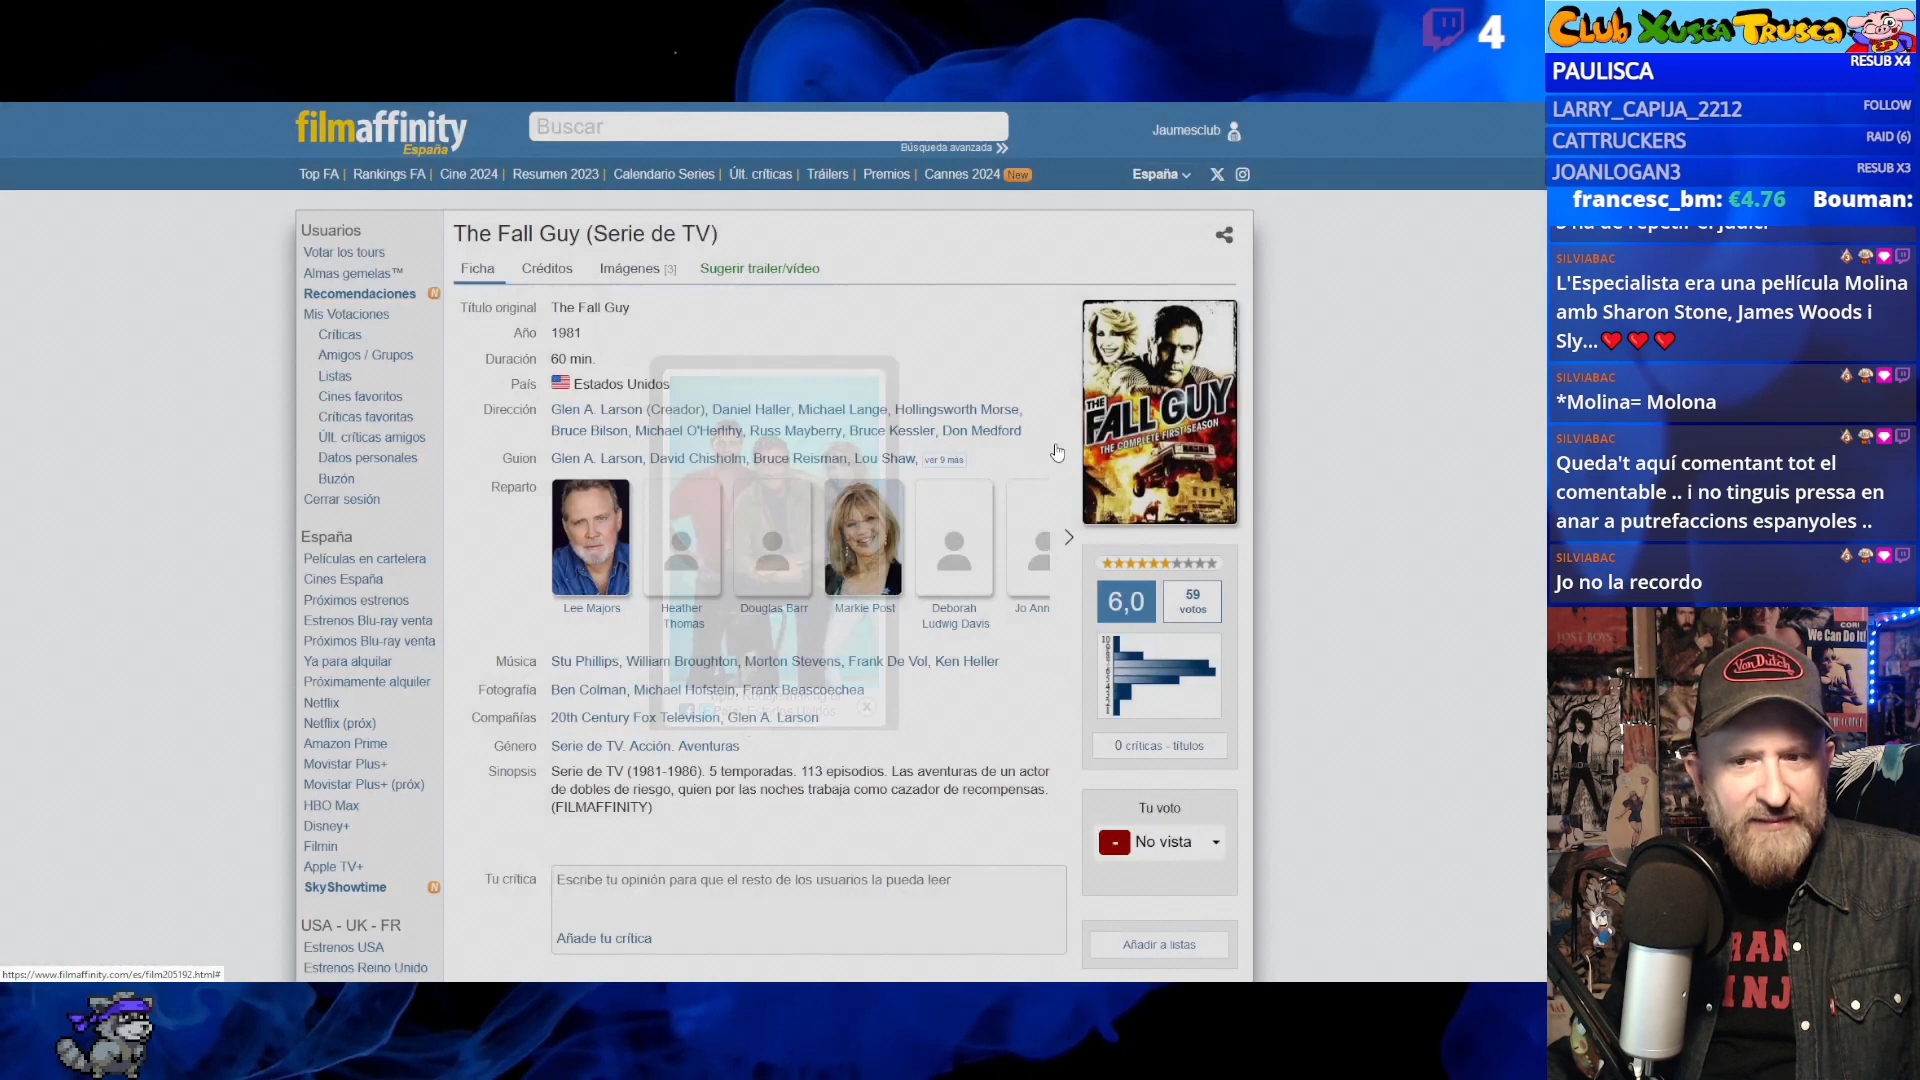 4
filmaffinity
España
Buscar
Búsqueda avanzada
Jaumesclub
Top FA | Rankings FA | Cine 2024 | Resumen 2023 | Calendario Series | Últ. críticas | Tráilers | Premios | Cannes 2024 New
España
Usuarios
Votar los tours
Almas gemelas™
Recomendaciones N
Mis Votaciones
Críticas
Amigos / Grupos
Listas
Cines favoritos
Críticas favoritas
Últ. críticas amigos
Datos personales
Buzón
Cerrar sesión
España
Películas en cartelera
Cines España
Próximos estrenos
Estrenos Blu-ray venta
Próximos Blu-ray venta
Ya para alquilar
Próximamente alquiler
Netflix
Netflix (próx)
Amazon Prime
Movistar Plus+
Movistar Plus+ (próx)
HBO Max
Disney+
Filmin
Apple TV+
SkyShowtime N
USA - UK - FR
Estrenos USA
Estrenos Reino Unido
https://www.filmaffinity.com/es/film205192.html#
The Fall Guy (Serie de TV)
Ficha
Créditos
Imágenes [3]
Sugerir trailer/vídeo
Título original The Fall Guy
Año 1981
Duración 60 min.
País Estados Unidos
Dirección Glen A. Larson (Creador), Daniel Haller, Michael Lange, Hollingsworth Morse,
Bruce Bilson, Michael O'Herlihy, Russ Mayberry, Bruce Kessler, Don Medford
Guion Glen A. Larson, David Chisholm, Bruce Reisman, Lou Shaw, ver 9 más
Reparto
Lee Majors
Heather
Thomas
Douglas Barr
Markie Post
Deborah
Ludwig Davis
Jo Ann
Música Stu Phillips, William Broughton, Morton Stevens, Frank De Vol, Ken Heller
Fotografía Ben Colman, Michael Hofstein, Frank Beascoechea
Compañías 20th Century Fox Television, Glen A. Larson
Género Serie de TV. Acción. Aventuras
Sinopsis Serie de TV (1981-1986). 5 temporadas. 113 episodios. Las aventuras de un actor
de dobles de riesgo, quien por las noches trabaja como cazador de recompensas.
(FILMAFFINITY)
Tu crítica Escribe tu opinión para que el resto de los usuarios la pueda leer
Añade tu crítica
THE
FALL GUY
THE COMPLETE FIRST SEASON
6,0
59
votos
0 críticas - títulos
Tu voto
- No vista
Añadir a listas
Club Xusca Trusca
RESUB X4
PAULISCA
LARRY_CAPIJA_2212 FOLLOW
CATTRUCKERS RAID (6)
JOANLOGAN3 RESUB X3
francesc_bm: €4.76 Bouman:
SILVIABAC
L'Especialista era una pel·lícula Molina
amb Sharon Stone, James Woods i
Sly...
SILVIABAC
*Molina= Molona
SILVIABAC
Queda't aquí comentant tot el
comentable .. i no tinguis pressa en
anar a putrefaccions espanyoles ..
SILVIABAC
Jo no la recordo
LOST BOYS
CORI
We Can Do It!
Von Dutch